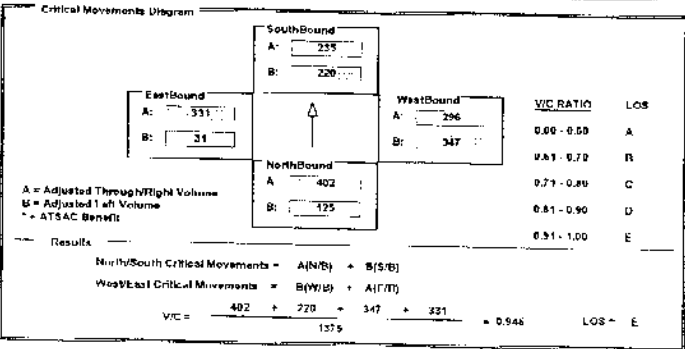 Critical Movements Diagram
SouthBound
A: 235
B: 220
EastBound
A: 331
B: 31
WestBound
A: 296
B: 347
NorthBound
A 402
B: 125
V/C RATIO LOS
0.00 - 0.60 A
0.61 - 0.70 B
0.71 - 0.80 C
0.81 - 0.90 D
0.91 - 1.00 E
A = Adjusted Through/Right Volume
B = Adjusted Left Volume
* = ATSAC Benefit
Results
North/South Critical Movements = A(N/B) + B(S/B)
West/East Critical Movements = B(W/B) + A(E/B)
V/C = 402 + 220 + 347 + 331
1375
= 0.945 LOS = E